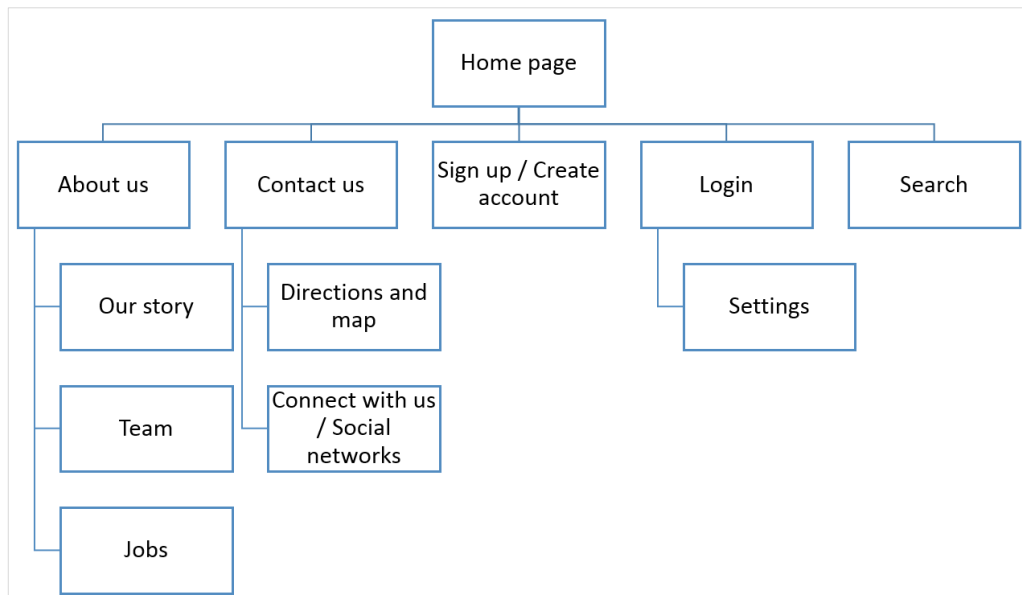 Home page
About us
Contact us
Sign up / Create
account
Login
Search
Our story
Directions and
map
Settings
Team
Connect with us
/ Social
networks
Jobs